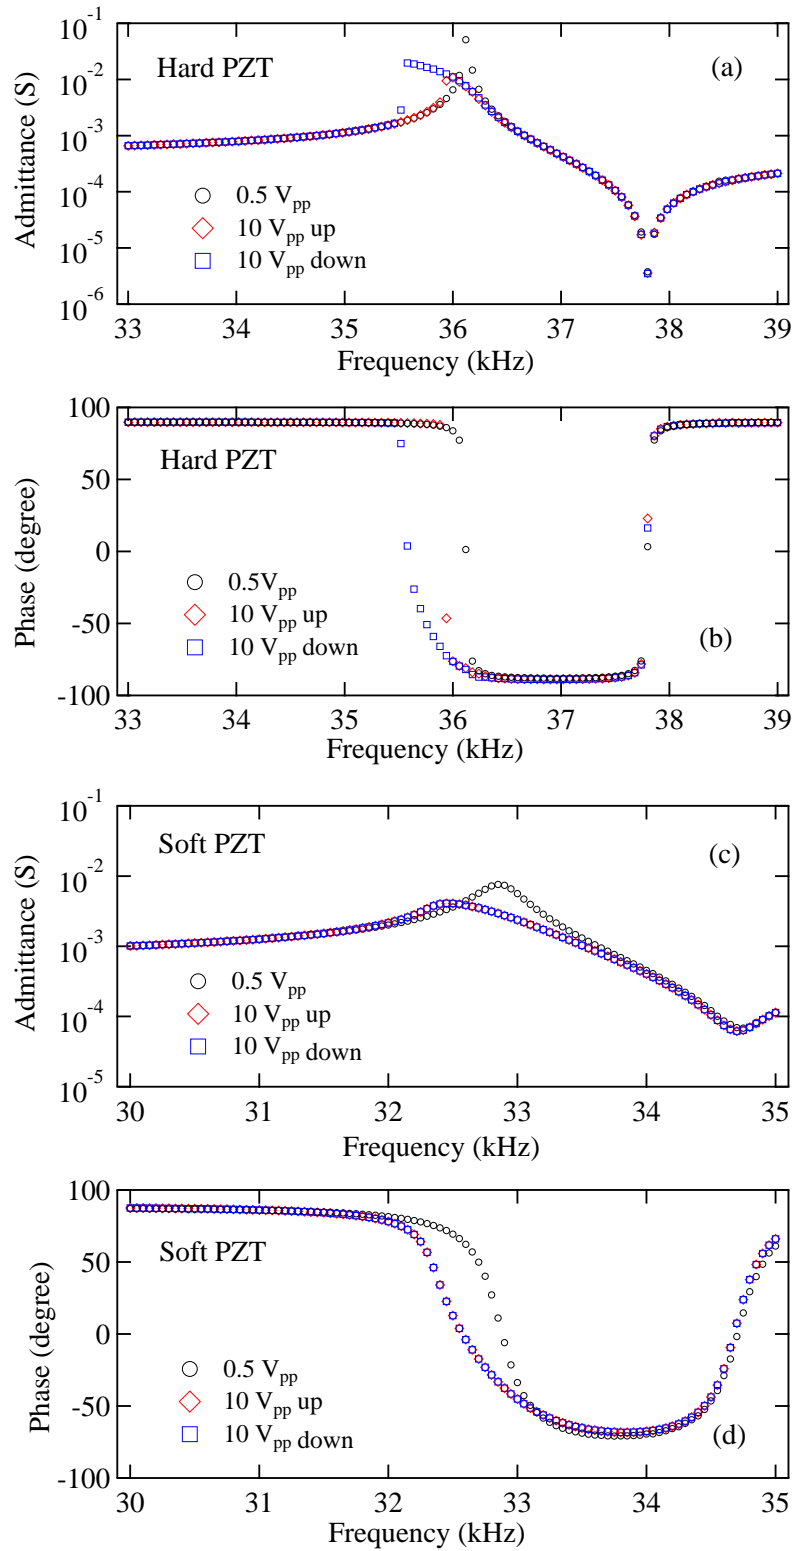 10^-1
Hard PZT
(a)
10^-2
10^-3
10^-4
10^-5
10^-6
Admittance (S)
0.5 V_pp
10 V_pp up
10 V_pp down
33 34 35 36 37 38 39
Frequency (kHz)
100
50
0
-50
-100
Phase (degree)
Hard PZT
0.5V_pp
10 V_pp up
10 V_pp down
(b)
33 34 35 36 37 38 39
Frequency (kHz)
10^-1
10^-2
10^-3
10^-4
10^-5
Admittance (S)
Soft PZT
(c)
0.5 V_pp
10 V_pp up
10 V_pp down
30 31 32 33 34 35
Frequency (kHz)
100
50
0
-50
-100
Phase (degree)
Soft PZT
0.5 V_pp
10 V_pp up
10 V_pp down
(d)
30 31 32 33 34 35
Frequency (kHz)